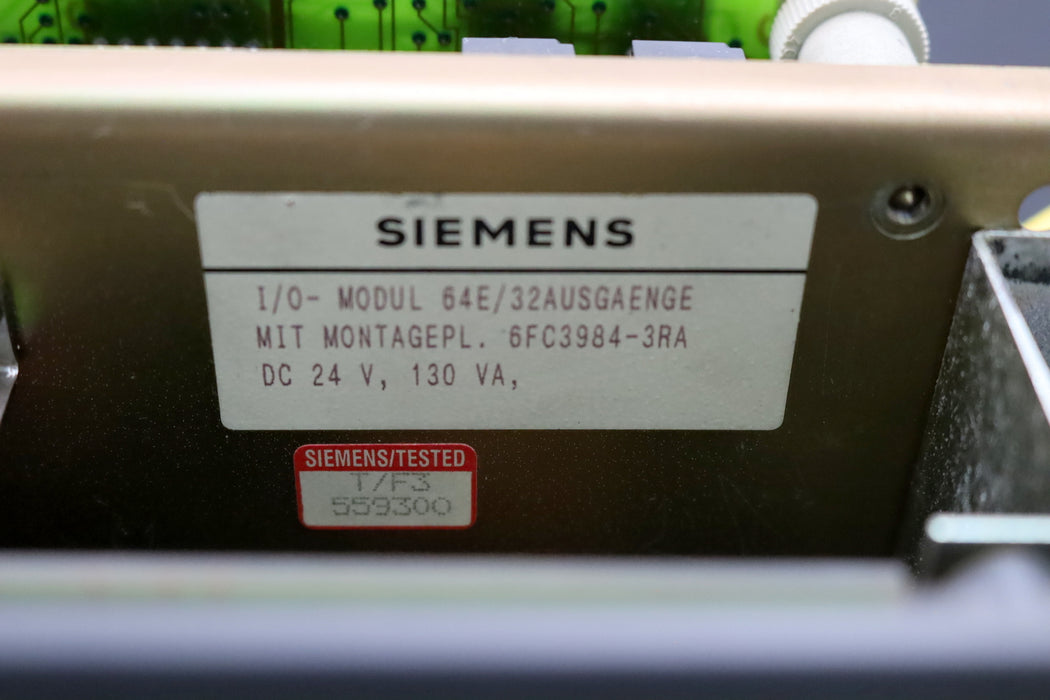 SIEMENS
I/O- MODUL 64E/32AUSGAENGE
MIT MONTAGEPL. 6FC3984-3RA
DC 24 V, 130 VA,
SIEMENS/TESTED
T/F3
559300